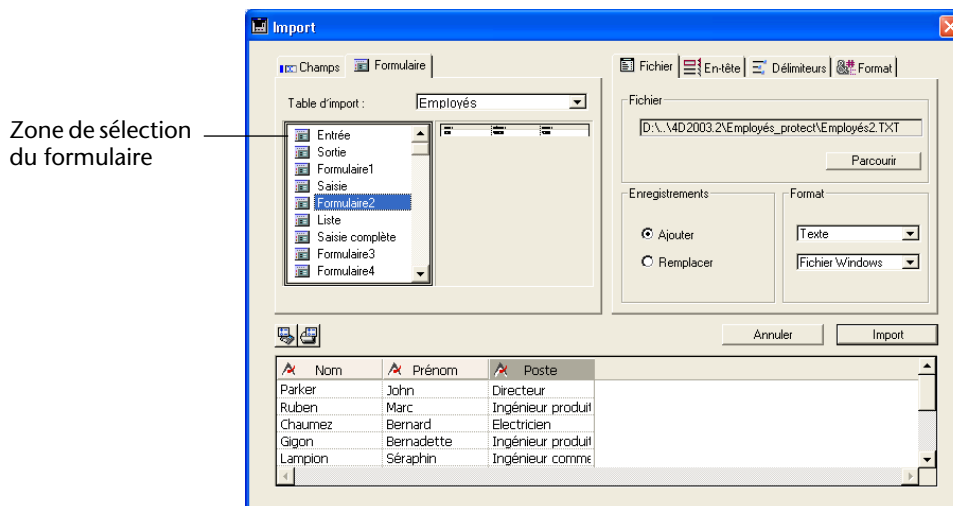 Import
Champs
Formulaire
Fichier
En-tête
Délimiteurs
Format
Table d'import :
Employés
Zone de sélection
du formulaire
Entrée
Sortie
Formulaire1
Saisie
Formulaire2
Liste
Saisie complète
Formulaire3
Formulaire4
Fichier
D:\..\4D2003.2\Employés_protect\Employés2.TXT
Parcourir
Enregistrements
Ajouter
Remplacer
Format
Texte
Fichier Windows
Annuler
Import
Nom Prénom Poste
Parker John Directeur
Ruben Marc Ingénieur produit
Chaumez Bernard Electricien
Gigon Bernadette Ingénieur produit
Lampion Séraphin Ingénieur comme